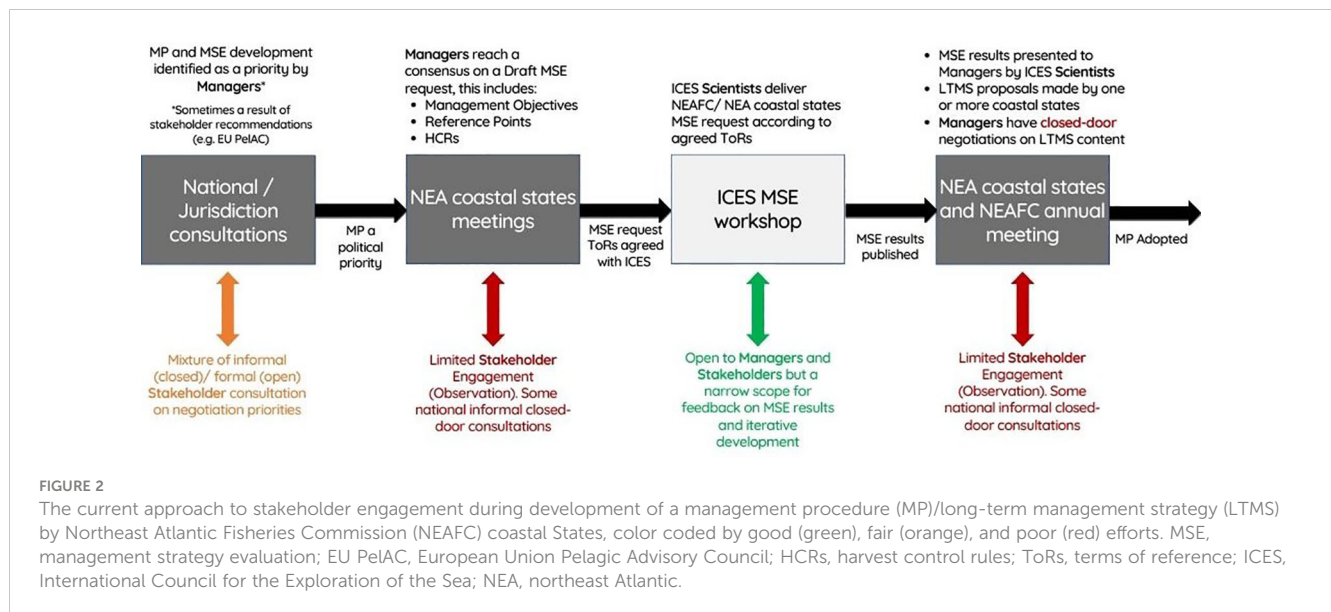 MP and MSE development
identified as a priority by
Managers*
*Sometimes a result of
stakeholder recommendations
(e.g. EU PelAC)
National /
Jurisdiction
consultations
Mixture of informal
(closed)/ formal (open)
Stakeholder consultation
on negotiation priorities
MP a
political
priority
Managers reach a
consensus on a Draft MSE
request, this includes:
• Management Objectives
• Reference Points
• HCRs
NEA coastal states
meetings
Limited Stakeholder
Engagement
(Observation). Some
national informal closed-
door consultations
MSE request
ToRs agreed
with ICES
ICES Scientists deliver
NEAFC/ NEA coastal states
MSE request according to
agreed ToRs
ICES MSE
workshop
Open to Managers and
Stakeholders but a
narrow scope for
feedback on MSE results
and iterative
development
MSE results
published
• MSE results presented to
Managers by ICES Scientists
• LTMS proposals made by one
or more coastal states
• Managers have closed-door
negotiations on LTMS content
NEA coastal states
and NEAFC annual
meeting
Limited Stakeholder
Engagement
(Observation). Some
national informal closed-
door consultations
MP Adopted
FIGURE 2
The current approach to stakeholder engagement during development of a management procedure (MP)/long-term management strategy (LTMS)
by Northeast Atlantic Fisheries Commission (NEAFC) coastal States, color coded by good (green), fair (orange), and poor (red) efforts. MSE,
management strategy evaluation; EU PelAC, European Union Pelagic Advisory Council; HCRs, harvest control rules; ToRs, terms of reference; ICES,
International Council for the Exploration of the Sea; NEA, northeast Atlantic.